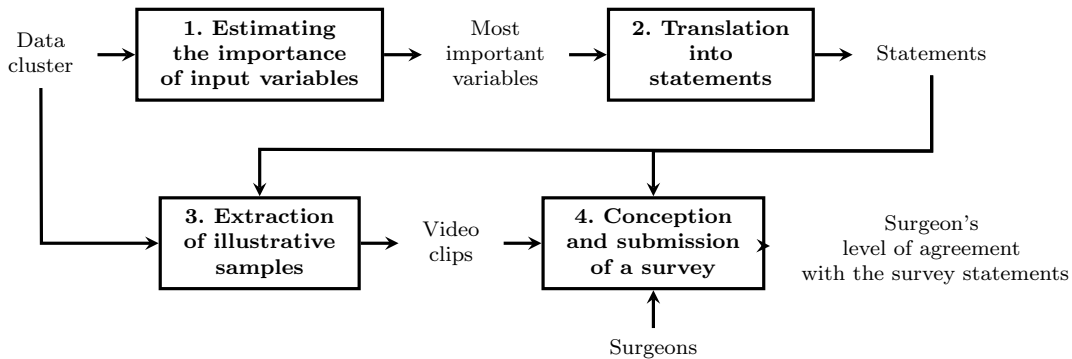 Data
cluster
1. Estimating
the importance
of input variables
Most
important
variables
2. Translation
into
statements
Statements
3. Extraction
of illustrative
samples
Video
clips
4. Conception
and submission
of a survey
Surgeon's
level of agreement
with the survey statements
Surgeons